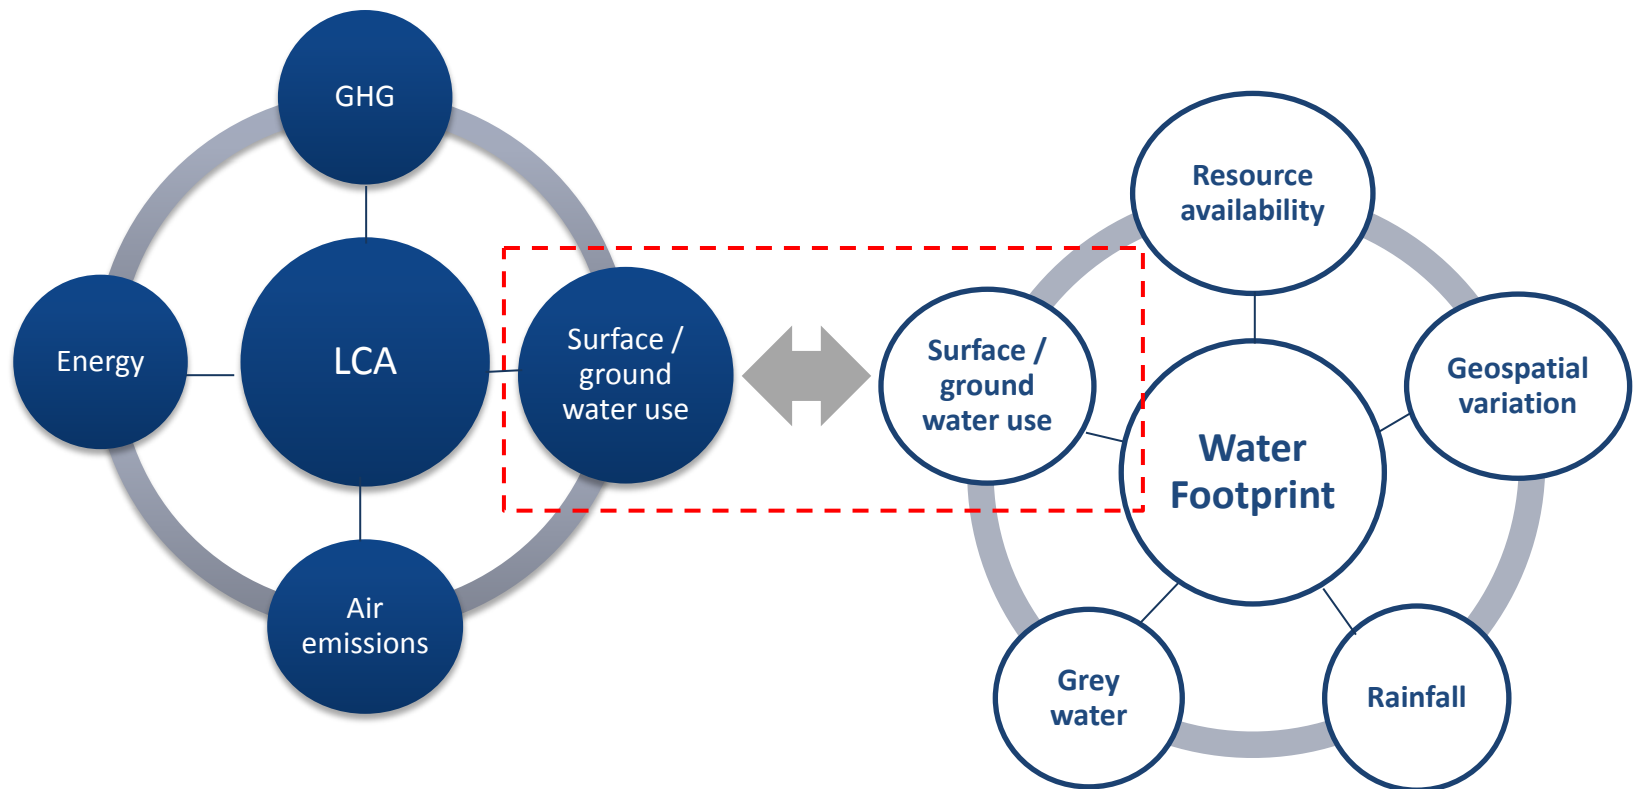 GHG
Energy
LCA
Surface /
ground
water use
Air
emissions
Resource
availability
Surface /
ground
water use
Geospatial
variation
Water
Footprint
Grey
water
Rainfall